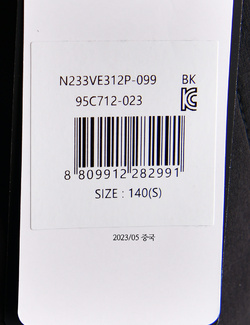 N233VE312P-099 BK
95C712-023
8 809912 282991
SIZE : 140(S)
2023/05 중국